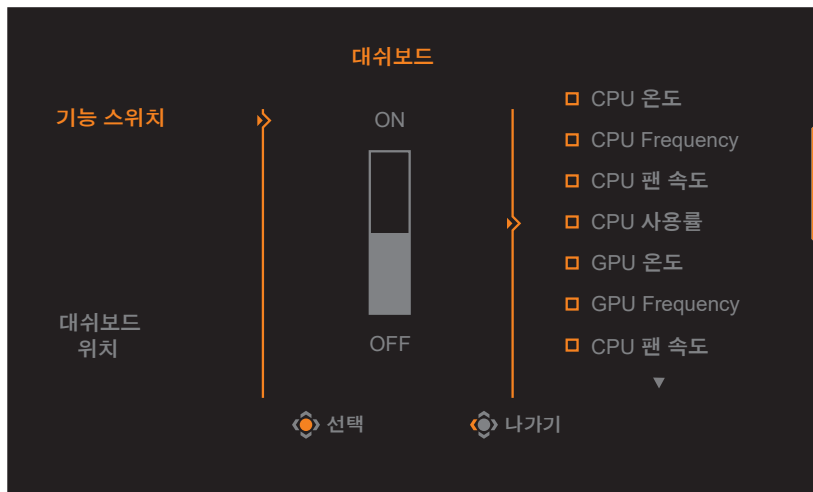 대쉬보드
기능 스위치
대쉬보드
위치
ON
OFF
CPU 온도
CPU Frequency
CPU 팬 속도
CPU 사용률
GPU 온도
GPU Frequency
CPU 팬 속도
선택
나가기